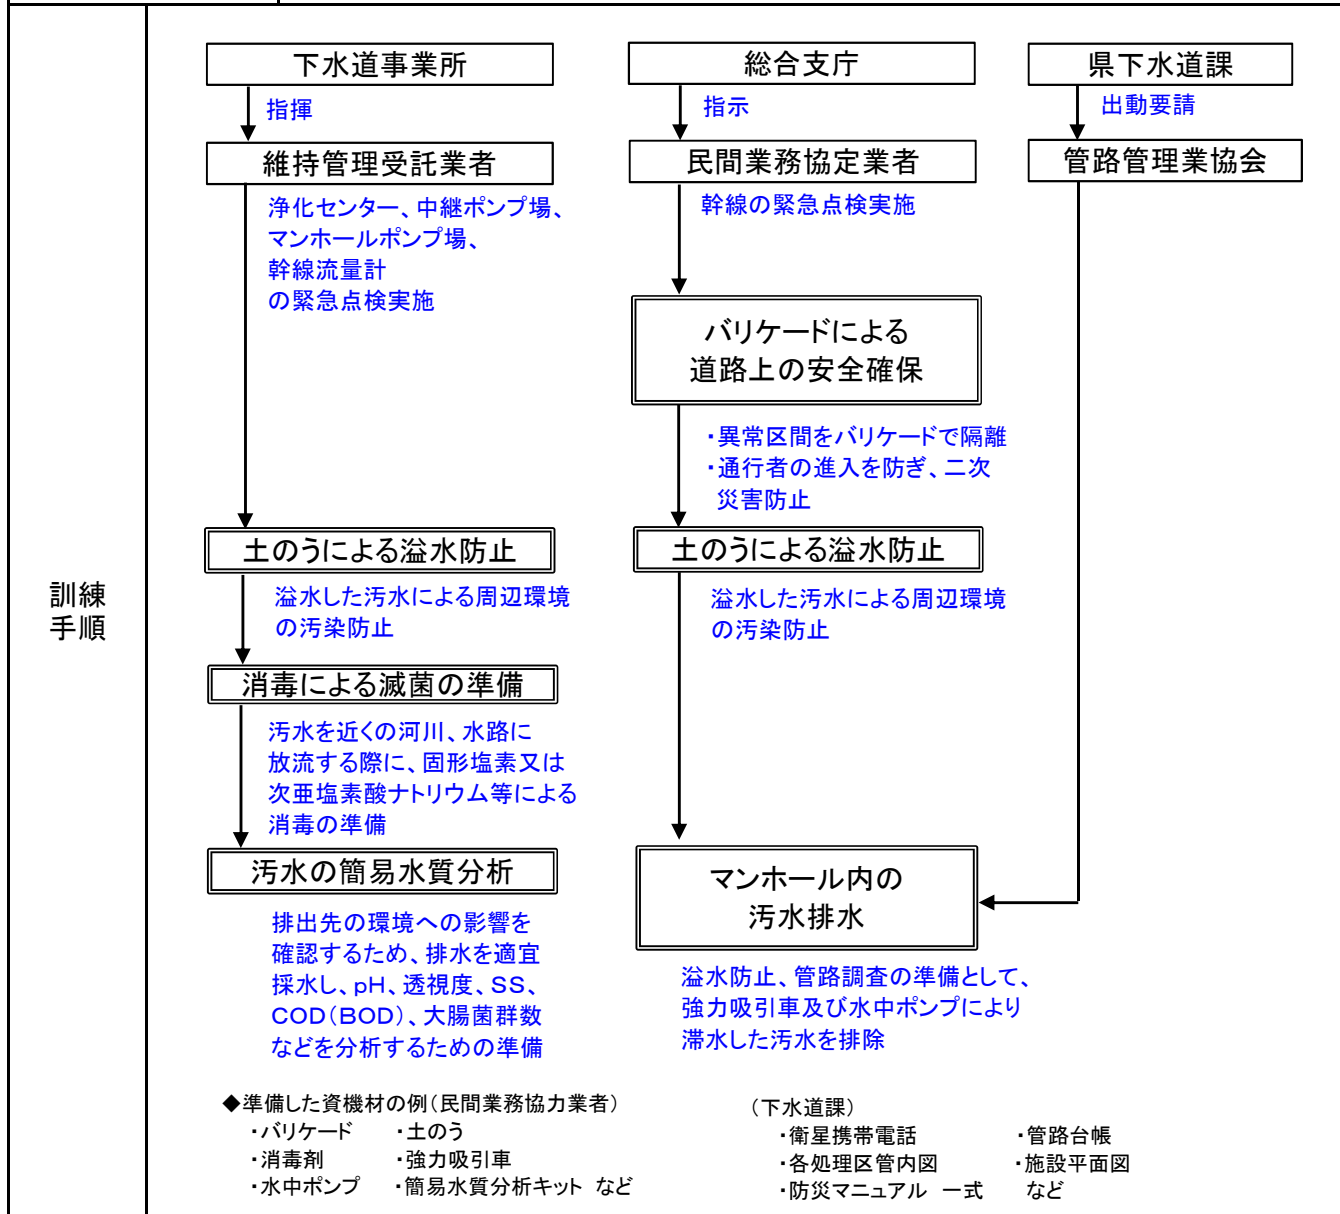 訓練
手順
下水道事業所
指揮
維持管理受託業者
浄化センター、中継ポンプ場、
マンホールポンプ場、
幹線流量計
の緊急点検実施
土のうによる溢水防止
溢水した汚水による周辺環境
の汚染防止
消毒による滅菌の準備
汚水を近くの河川、水路に
放流する際に、固形塩素又は
次亜塩素酸ナトリウム等による
消毒の準備
汚水の簡易水質分析
排出先の環境への影響を
確認するため、排水を適宜
採水し、pH、透視度、SS、
COD(BOD)、大腸菌群数
などを分析するための準備
総合支庁
指示
民間業務協定業者
幹線の緊急点検実施
バリケードによる
道路上の安全確保
・異常区間をバリケードで隔離
・通行者の進入を防ぎ、二次
災害防止
土のうによる溢水防止
溢水した汚水による周辺環境
の汚染防止
マンホール内の
汚水排水
溢水防止、管路調査の準備として、
強力吸引車及び水中ポンプにより
滞水した汚水を排除
県下水道課
出動要請
管路管理業協会
◆準備した資機材の例(民間業務協力業者)
・バリケード ・土のう
・消毒剤 ・強力吸引車
・水中ポンプ ・簡易水質分析キット など
(下水道課)
・衛星携帯電話 ・管路台帳
・各処理区管内図 ・施設平面図
・防災マニュアル 一式 など